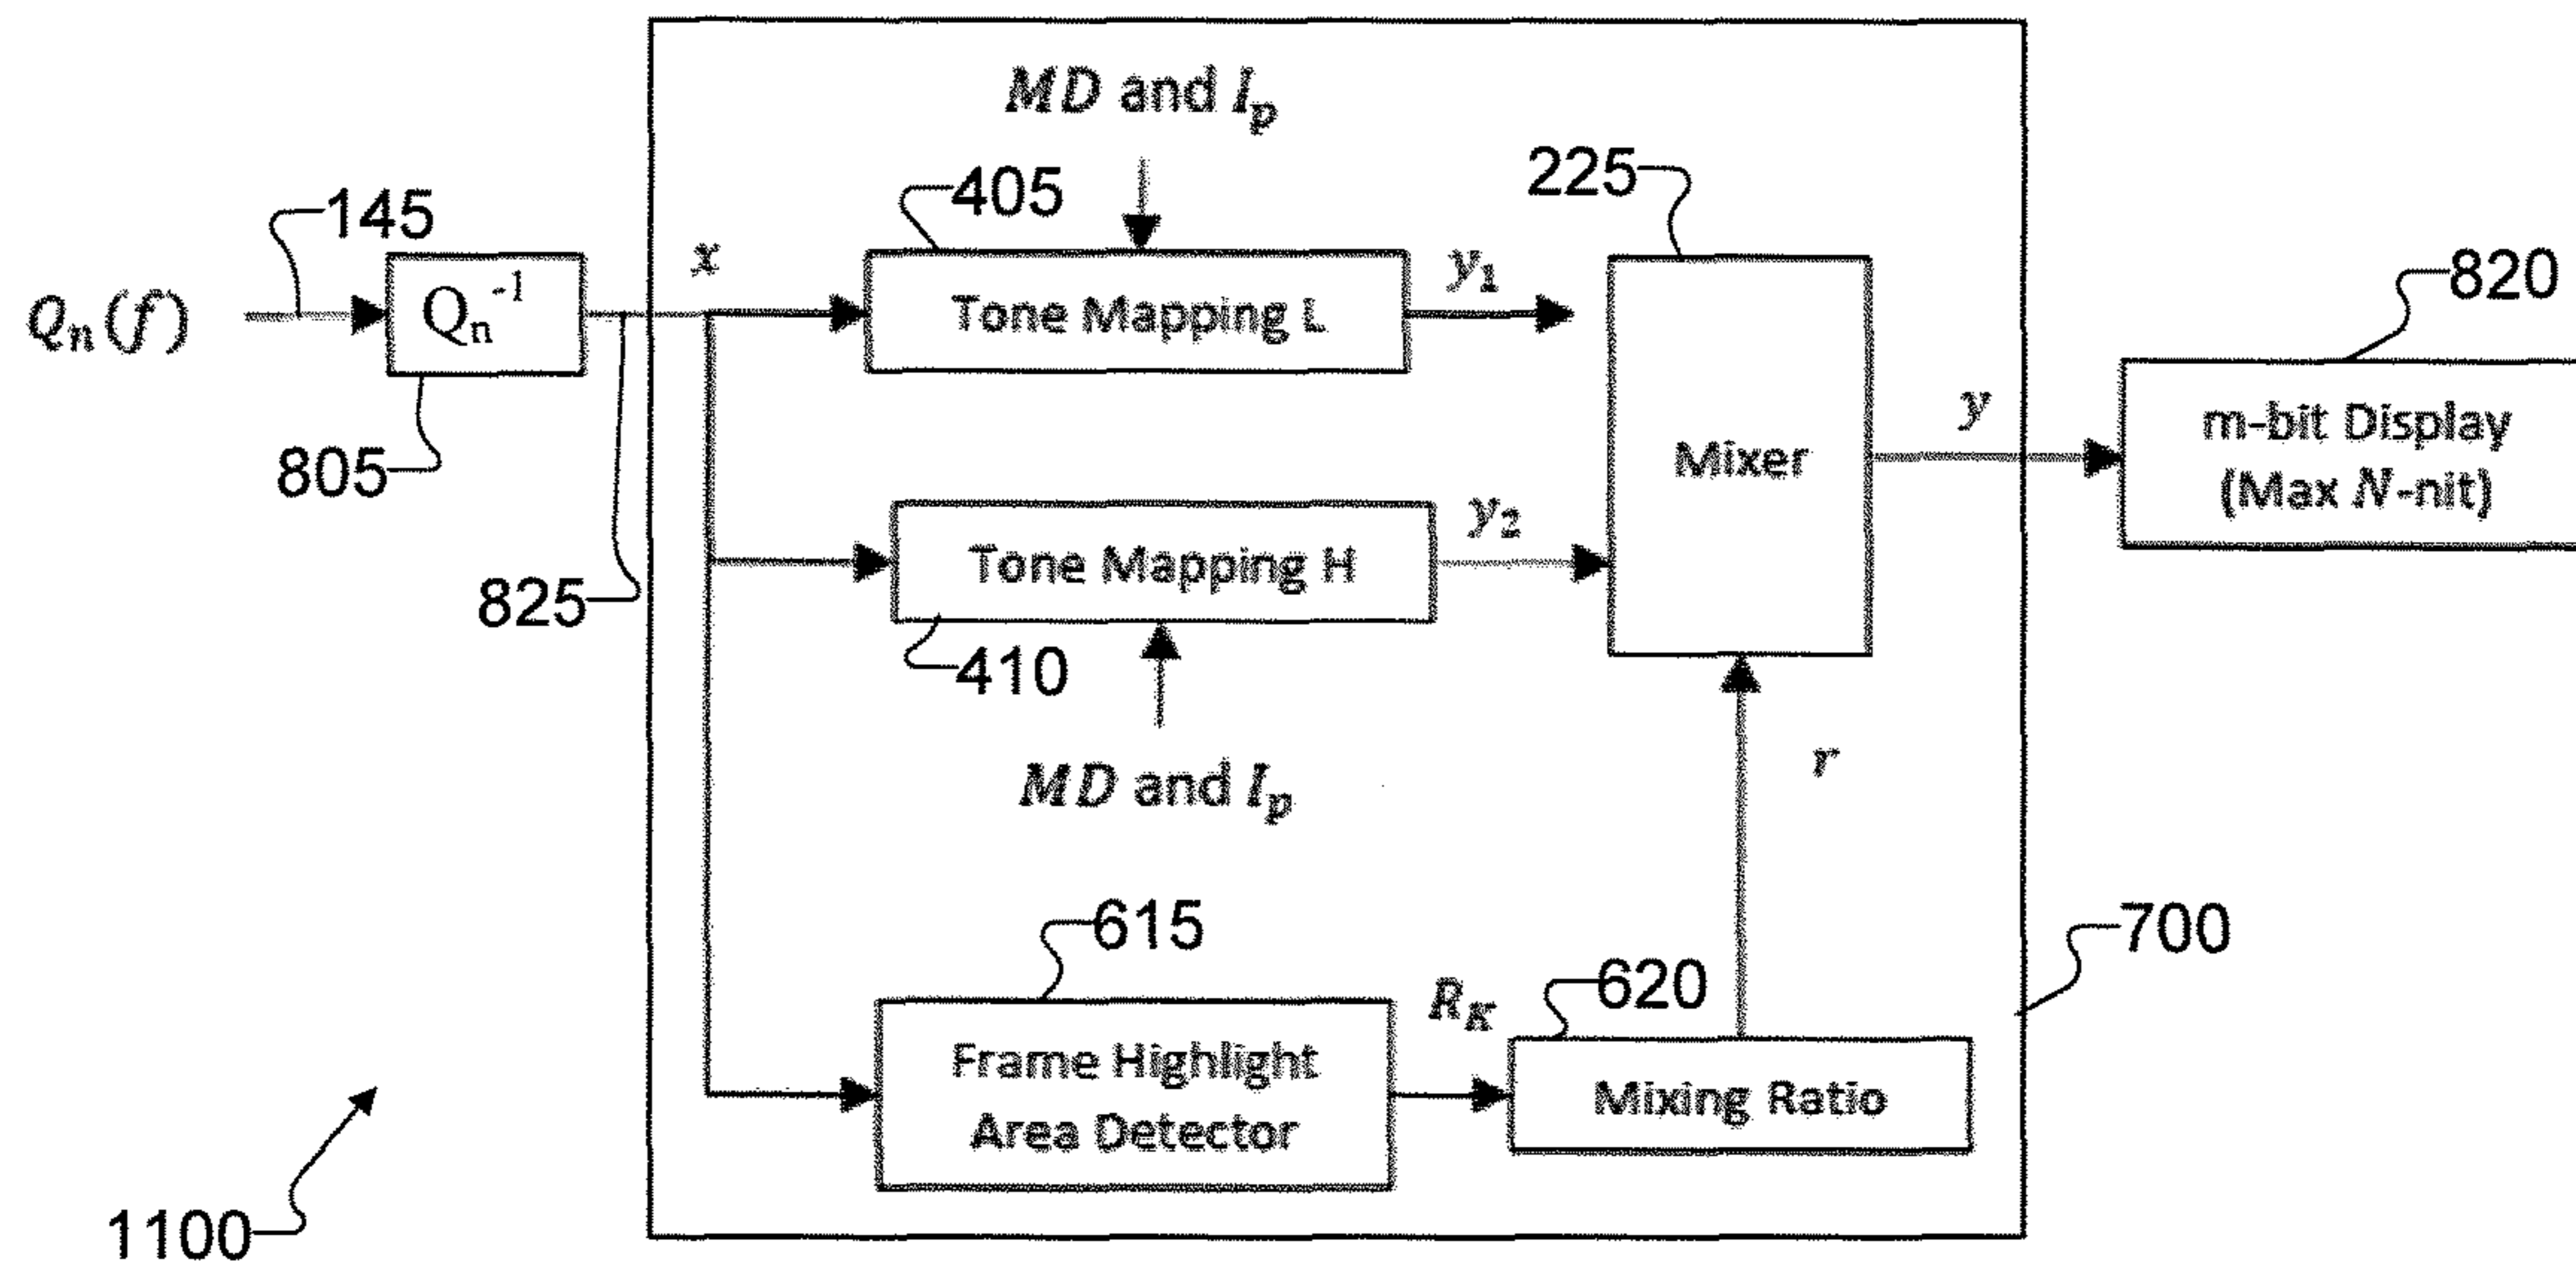 MD and Ip
405
225
145
x
y1
820
Qn(f)
Qn-1
Tone Mapping L
m-bit Display
(Max N-nit)
y
Mixer
805
y2
Tone Mapping H
825
410
MD and Ip
r
615
RK
620
700
Frame Highlight
Area Detector
Mixing Ratio
1100